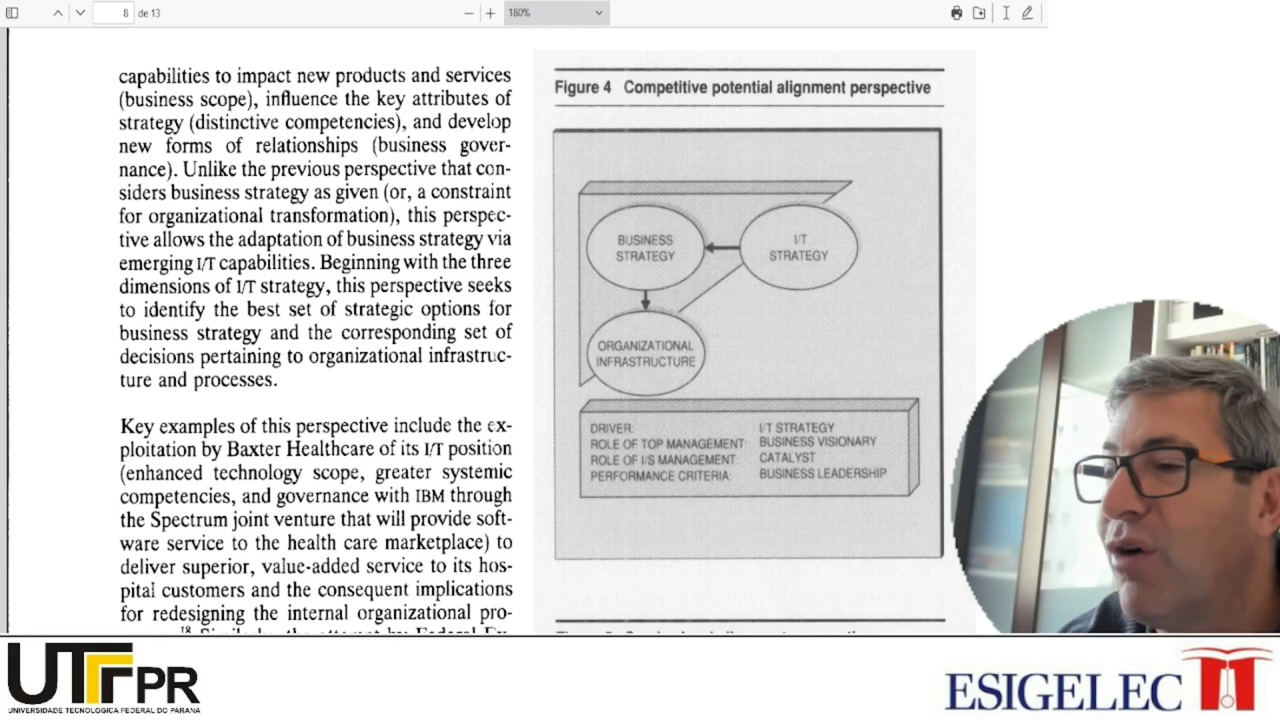 8 de 13
180%
capabilities to impact new products and services
(business scope), influence the key attributes of
strategy (distinctive competencies), and develop
new forms of relationships (business gover-
nance). Unlike the previous perspective that con-
siders business strategy as given (or, a constraint
for organizational transformation), this perspec-
tive allows the adaptation of business strategy via
emerging I/T capabilities. Beginning with the three
dimensions of I/T strategy, this perspective seeks
to identify the best set of strategic options for
business strategy and the corresponding set of
decisions pertaining to organizational infrastruc-
ture and processes.
Key examples of this perspective include the ex-
ploitation by Baxter Healthcare of its I/T position
(enhanced technology scope, greater systemic
competencies, and governance with IBM through
the Spectrum joint venture that will provide soft-
ware service to the health care marketplace) to
deliver superior, value-added service to its hos-
pital customers and the consequent implications
for redesigning the internal organizational pro-
Figure 4 Competitive potential alignment perspective
BUSINESS
STRATEGY
I/T
STRATEGY
ORGANIZATIONAL
INFRASTRUCTURE
DRIVER: I/T STRATEGY
ROLE OF TOP MANAGEMENT: BUSINESS VISIONARY
ROLE OF I/S MANAGEMENT: CATALYST
PERFORMANCE CRITERIA: BUSINESS LEADERSHIP
UTFPR
UNIVERSIDADE TECNOLÓGICA FEDERAL DO PARANÁ
ESIGELEC